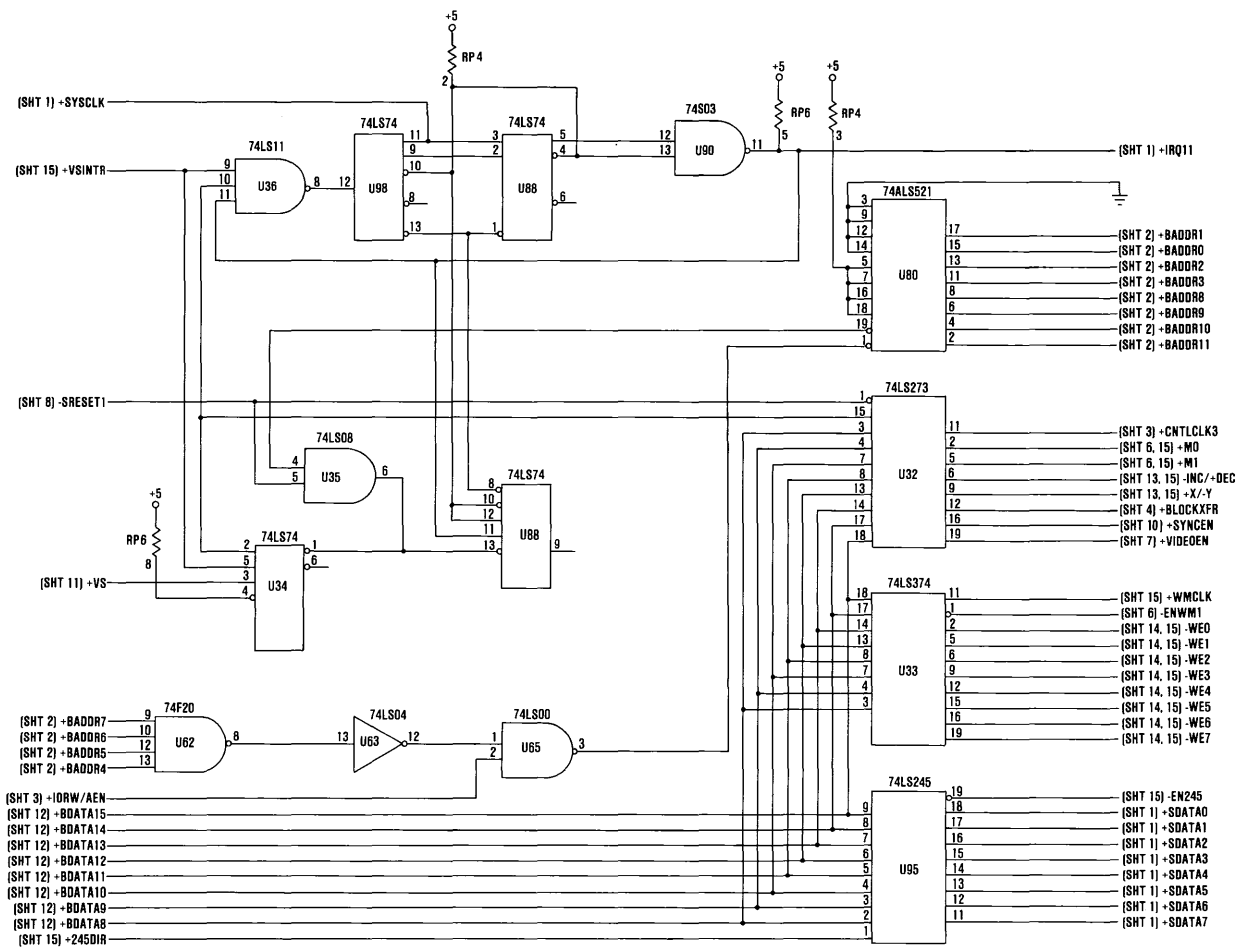 +5
RP4
2
(SHT 1) +SYSCLK
74LS11
9
10
11
U36
8
(SHT 15) +VSINTR
74LS74
12
U98
11
9
10
8
13
74LS74
3
2
1
U88
5
4
6
74S03
12
13
U90
11
+5
RP6
5
+5
RP4
3
(SHT 1) +IRQ11
74ALS521
3
9
12
14
5
7
16
18
19
1
U80
17
15
13
11
8
6
4
2
(SHT 2) +BADDR1
(SHT 2) +BADDR0
(SHT 2) +BADDR2
(SHT 2) +BADDR3
(SHT 2) +BADDR8
(SHT 2) +BADDR9
(SHT 2) +BADDR10
(SHT 2) +BADDR11
(SHT 8) -SRESET1
74LS08
4
5
U35
6
74LS273
1
15
3
4
7
8
13
14
17
18
U32
11
2
5
6
9
12
16
19
(SHT 3) +CNTLCLK3
(SHT 6, 15) +M0
(SHT 6, 15) +M1
(SHT 13, 15) -INC/+DEC
(SHT 13, 15) +X/-Y
(SHT 4) +BLOCKXFR
(SHT 10) +SYNCEN
(SHT 7) +VIDEOEN
+5
RP6
8
(SHT 11) +VS
74LS74
2
5
3
4
U34
1
6
74LS74
8
10
12
11
13
U88
9
74LS374
18
17
14
13
8
7
4
3
U33
11
1
2
5
6
9
12
15
16
19
(SHT 15) +WMCLK
(SHT 6) -ENWM1
(SHT 14, 15) -WE0
(SHT 14, 15) -WE1
(SHT 14, 15) -WE2
(SHT 14, 15) -WE3
(SHT 14, 15) -WE4
(SHT 14, 15) -WE5
(SHT 14, 15) -WE6
(SHT 14, 15) -WE7
(SHT 2) +BADDR7
(SHT 2) +BADDR6
(SHT 2) +BADDR5
(SHT 2) +BADDR4
74F20
9
10
12
13
U62
8
74LS04
13
U63
12
74LS00
1
2
U65
3
(SHT 3) +IORW/AEN
(SHT 12) +BDATA15
(SHT 12) +BDATA14
(SHT 12) +BDATA13
(SHT 12) +BDATA12
(SHT 12) +BDATA11
(SHT 12) +BDATA10
(SHT 12) +BDATA9
(SHT 12) +BDATA8
(SHT 15) +245DIR
74LS245
9
8
7
6
5
4
3
2
1
U95
19
18
17
16
15
14
13
12
11
(SHT 15) -EN245
(SHT 1) +SDATA0
(SHT 1) +SDATA1
(SHT 1) +SDATA2
(SHT 1) +SDATA3
(SHT 1) +SDATA4
(SHT 1) +SDATA5
(SHT 1) +SDATA6
(SHT 1) +SDATA7